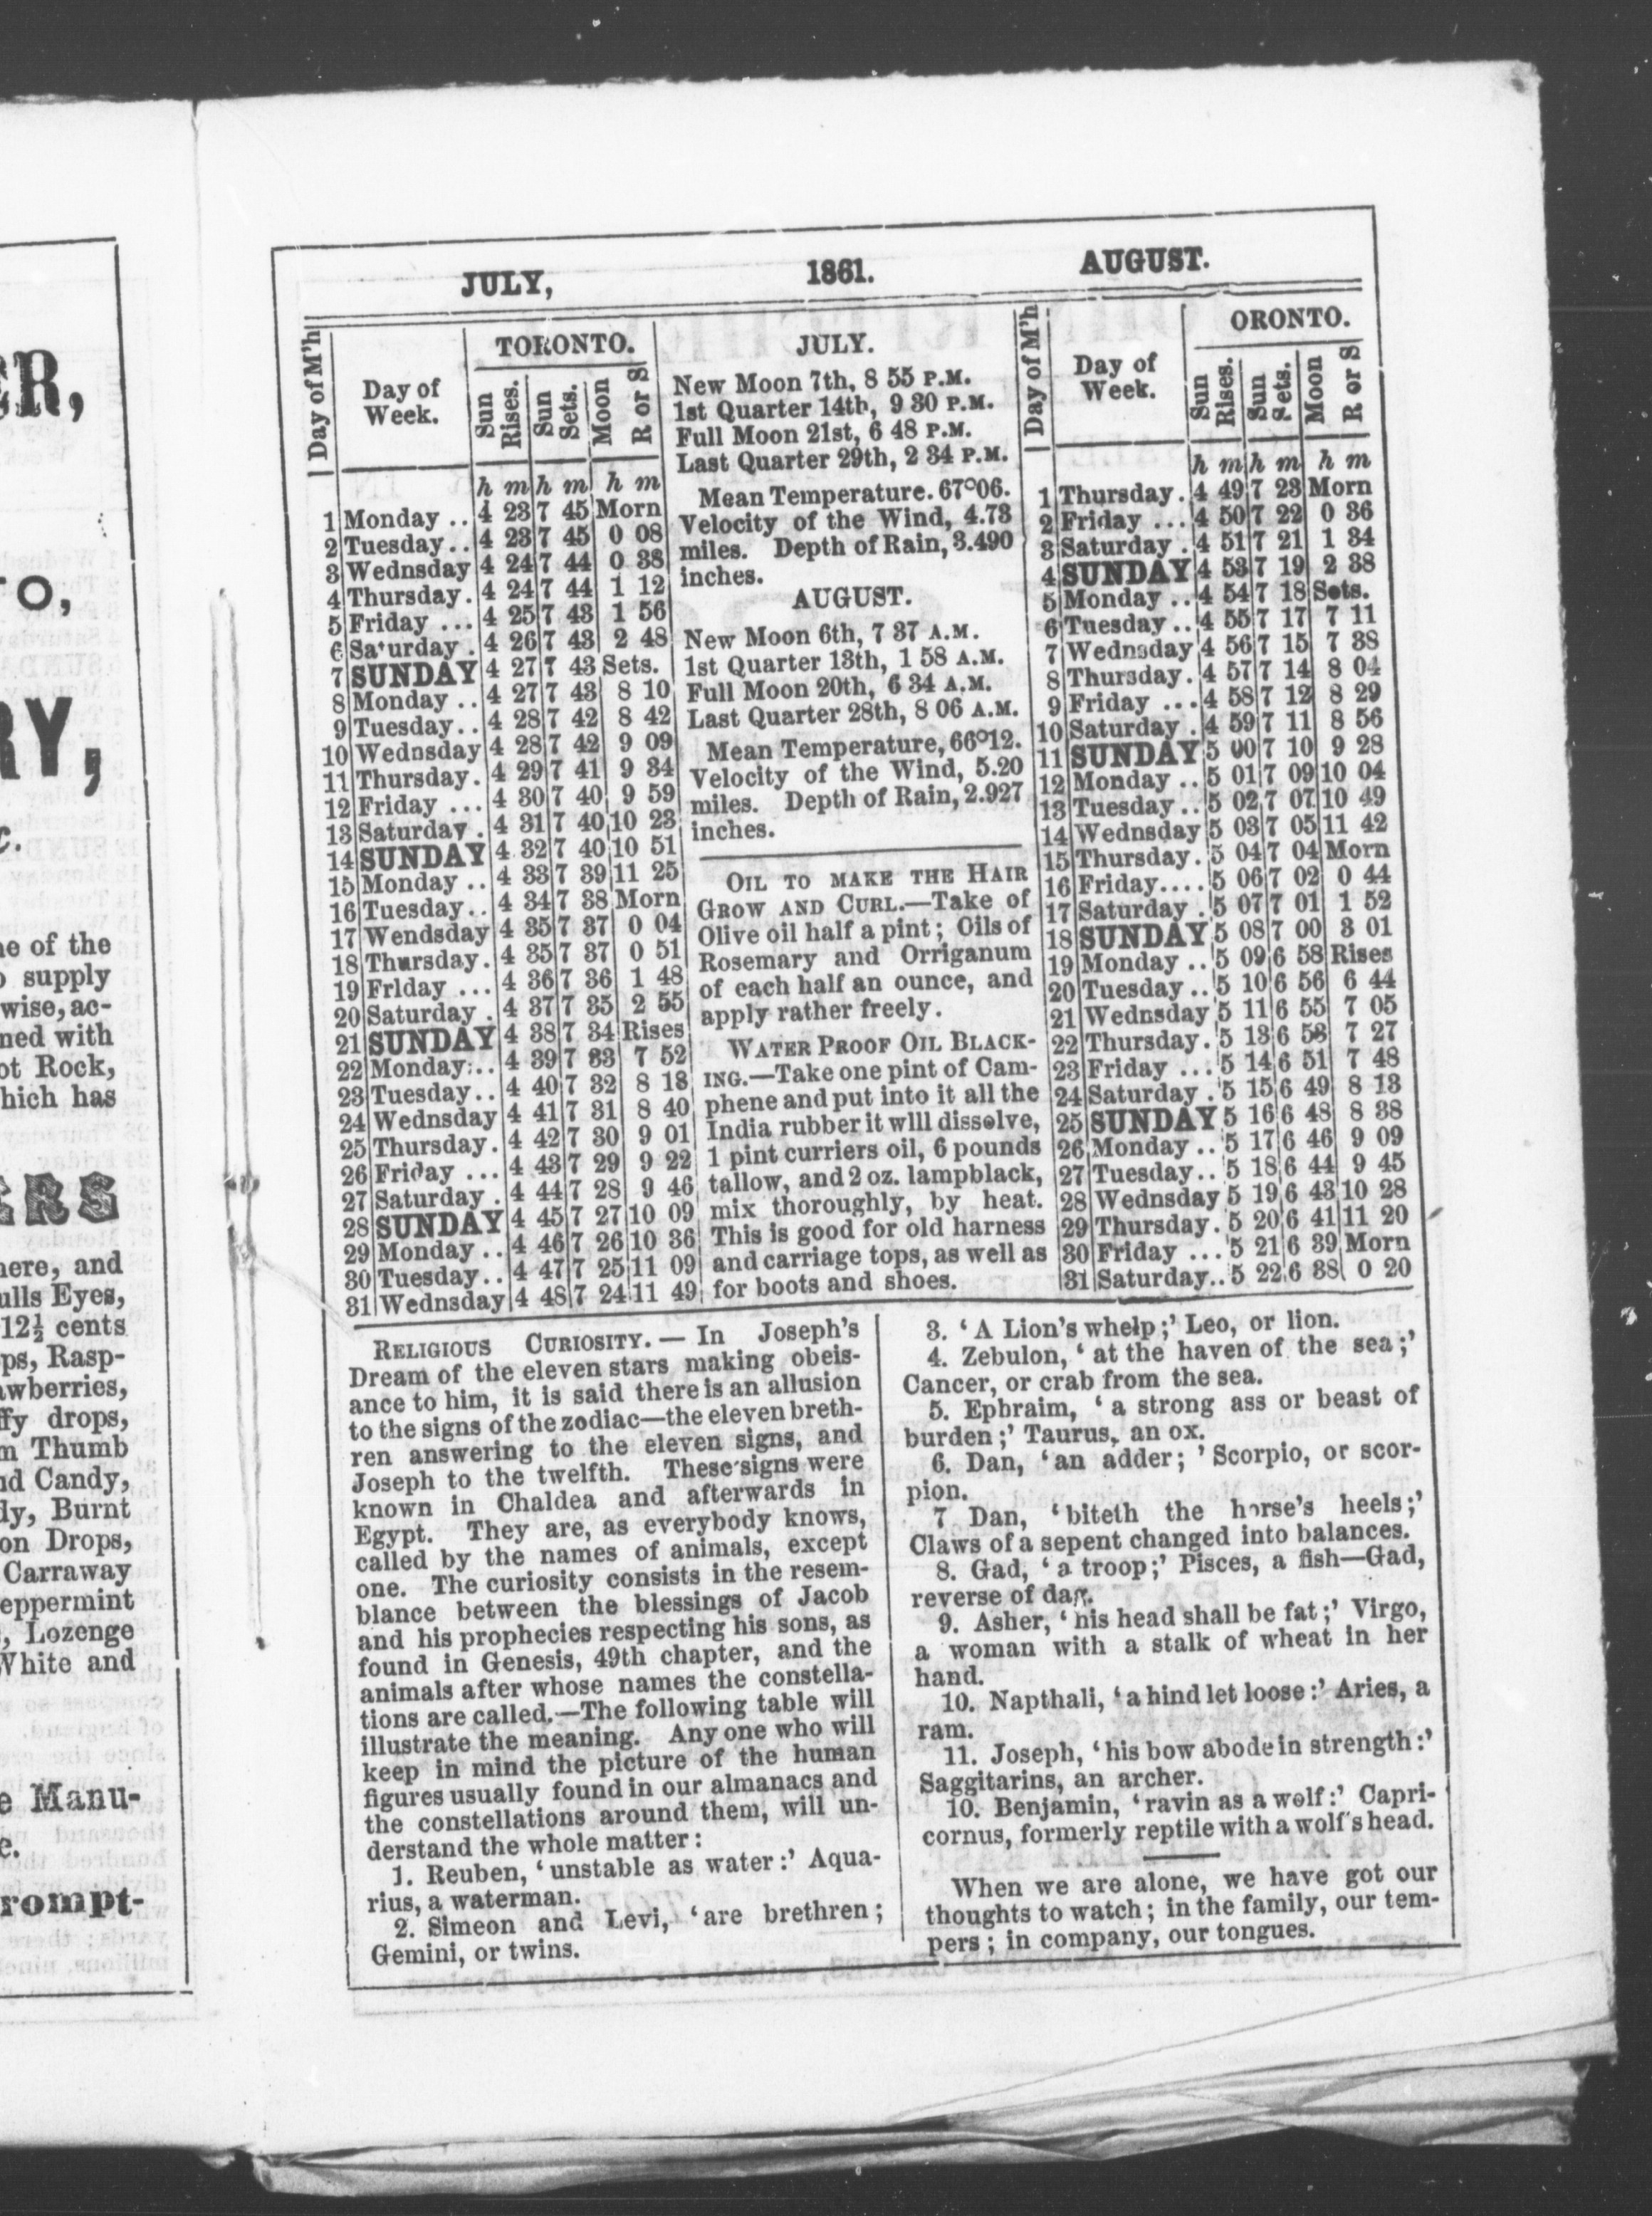 ER,
TO,
RY,
c.
ne of the
o supply
wise, ac-
ned with
ot Rock,
hich has
ERS
here, and
ulls Eyes,
12½ cents
ps, Rasp-
awberries,
ffy drops,
m Thumb
nd Candy,
dy, Burnt
on Drops,
Carraway
eppermint
, Lozenge
White and
e Manu-
e.
rompt-
JULY, 1861. AUGUST.
Day of M'h
Day of
Week.
TORONTO.
Sun
Rises.
Sun
Sets.
Moon
R or S
h m h m h m
1 Monday .. 4 23 7 45 Morn
2 Tuesday .. 4 23 7 45 0 08
3 Wednsday 4 24 7 44 0 38
4 Thursday. 4 24 7 44 1 12
5 Friday ... 4 25 7 43 1 56
6 Saturday . 4 26 7 43 2 48
7 SUNDAY 4 27 7 43 Sets.
8 Monday .. 4 27 7 43 8 10
9 Tuesday .. 4 28 7 42 8 42
10 Wednsday 4 28 7 42 9 09
11 Thursday. 4 29 7 41 9 34
12 Friday ... 4 30 7 40 9 59
13 Saturday . 4 31 7 40 10 23
14 SUNDAY 4 32 7 40 10 51
15 Monday .. 4 33 7 39 11 25
16 Tuesday .. 4 34 7 38 Morn
17 Wendsday 4 35 7 37 0 04
18 Thursday. 4 35 7 37 0 51
19 Friday ... 4 36 7 36 1 48
20 Saturday . 4 37 7 35 2 55
21 SUNDAY 4 38 7 34 Rises
22 Monday .. 4 39 7 33 7 52
23 Tuesday .. 4 40 7 32 8 18
24 Wednsday 4 41 7 31 8 40
25 Thursday. 4 42 7 30 9 01
26 Friday ... 4 43 7 29 9 22
27 Saturday . 4 44 7 28 9 46
28 SUNDAY 4 45 7 27 10 09
29 Monday .. 4 46 7 26 10 36
30 Tuesday .. 4 47 7 25 11 09
31 Wednsday 4 48 7 24 11 49
JULY.
New Moon 7th, 8 55 P.M.
1st Quarter 14th, 9 30 P.M.
Full Moon 21st, 6 48 P.M.
Last Quarter 29th, 2 34 P.M.
Mean Temperature. 67°06.
Velocity of the Wind, 4.73
miles. Depth of Rain, 3.490
inches.
AUGUST.
New Moon 6th, 7 37 A.M.
1st Quarter 13th, 1 58 A.M.
Full Moon 20th, 6 34 A.M.
Last Quarter 28th, 8 06 A.M.
Mean Temperature, 66°12.
Velocity of the Wind, 5.20
miles. Depth of Rain, 2.927
inches.
OIL TO MAKE THE HAIR
GROW AND CURL.—Take of
Olive oil half a pint; Oils of
Rosemary and Orriganum
of each half an ounce, and
apply rather freely.
WATER PROOF OIL BLACK-
ING.—Take one pint of Cam-
phene and put into it all the
India rubber it wlll dissolve,
1 pint curriers oil, 6 pounds
tallow, and 2 oz. lampblack,
mix thoroughly, by heat.
This is good for old harness
and carriage tops, as well as
for boots and shoes.
Day of M'h
Day of
Week.
ORONTO.
Sun
Rises.
Sun
Sets.
Moon
R or S
h m h m h m
1 Thursday. 4 49 7 23 Morn
2 Friday ... 4 50 7 22 0 36
3 Saturday . 4 51 7 21 1 34
4 SUNDAY 4 53 7 19 2 38
5 Monday .. 4 54 7 18 Sets.
6 Tuesday .. 4 55 7 17 7 11
7 Wednsday 4 56 7 15 7 38
8 Thursday. 4 57 7 14 8 04
9 Friday ... 4 58 7 12 8 29
10 Saturday . 4 59 7 11 8 56
11 SUNDAY 5 00 7 10 9 28
12 Monday .. 5 01 7 09 10 04
13 Tuesday .. 5 02 7 07 10 49
14 Wednsday 5 03 7 05 11 42
15 Thursday. 5 04 7 04 Morn
16 Friday.... 5 06 7 02 0 44
17 Saturday . 5 07 7 01 1 52
18 SUNDAY 5 08 7 00 3 01
19 Monday .. 5 09 6 58 Rises
20 Tuesday .. 5 10 6 56 6 44
21 Wednsday 5 11 6 55 7 05
22 Thursday. 5 13 6 53 7 27
23 Friday ... 5 14 6 51 7 48
24 Saturday . 5 15 6 49 8 13
25 SUNDAY 5 16 6 48 8 38
26 Monday .. 5 17 6 46 9 09
27 Tuesday .. 5 18 6 44 9 45
28 Wednsday 5 19 6 43 10 28
29 Thursday. 5 20 6 41 11 20
30 Friday ... 5 21 6 39 Morn
31 Saturday.. 5 22 6 38 0 20
RELIGIOUS CURIOSITY. — In Joseph's
Dream of the eleven stars making obeis-
ance to him, it is said there is an allusion
to the signs of the zodiac—the eleven breth-
ren answering to the eleven signs, and
Joseph to the twelfth. These signs were
known in Chaldea and afterwards in
Egypt. They are, as everybody knows,
called by the names of animals, except
one. The curiosity consists in the resem-
blance between the blessings of Jacob
and his prophecies respecting his sons, as
found in Genesis, 49th chapter, and the
animals after whose names the constella-
tions are called.—The following table will
illustrate the meaning. Any one who will
keep in mind the picture of the human
figures usually found in our almanacs and
the constellations around them, will un-
derstand the whole matter:
1. Reuben, 'unstable as water:' Aqua-
rius, a waterman.
2. Simeon and Levi, 'are brethren;
Gemini, or twins.
3. 'A Lion's whelp;' Leo, or lion.
4. Zebulon, 'at the haven of the sea;'
Cancer, or crab from the sea.
5. Ephraim, 'a strong ass or beast of
burden;' Taurus, an ox.
6. Dan, 'an adder;' Scorpio, or scor-
pion.
7 Dan, 'biteth the horse's heels;'
Claws of a sepent changed into balances.
8. Gad, 'a troop;' Pisces, a fish—Gad,
reverse of dag.
9. Asher, 'his head shall be fat;' Virgo,
a woman with a stalk of wheat in her
hand.
10. Napthali, 'a hind let loose:' Aries, a
ram.
11. Joseph, 'his bow abode in strength:'
Saggitarins, an archer.
10. Benjamin, 'ravin as a wolf:' Capri-
cornus, formerly reptile with a wolf's head.
When we are alone, we have got our
thoughts to watch; in the family, our tem-
pers; in company, our tongues.